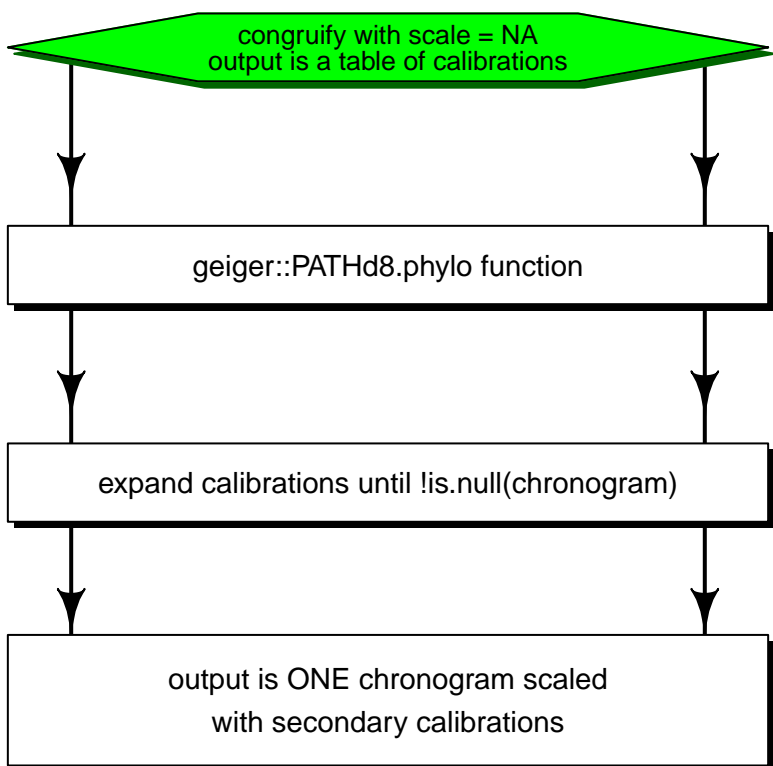 congruify with scale = NA
output is a table of calibrations
geiger::PATHd8.phylo function
expand calibrations until !is.null(chronogram)
output is ONE chronogram scaled
with secondary calibrations